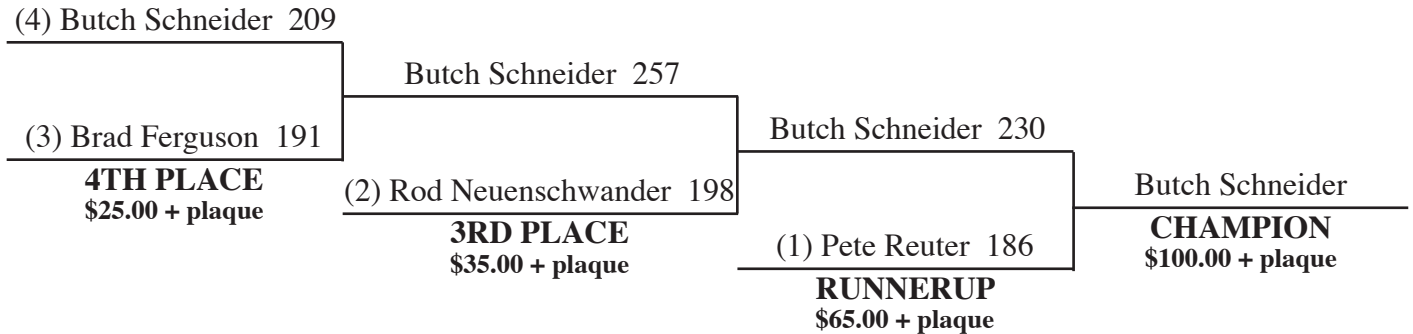 (4) Butch Schneider 209
(3) Brad Ferguson 191
4TH PLACE
$25.00 + plaque
Butch Schneider 257
(2) Rod Neuenschwander 198
3RD PLACE
$35.00 + plaque
Butch Schneider 230
(1) Pete Reuter 186
RUNNERUP
$65.00 + plaque
Butch Schneider
CHAMPION
$100.00 + plaque